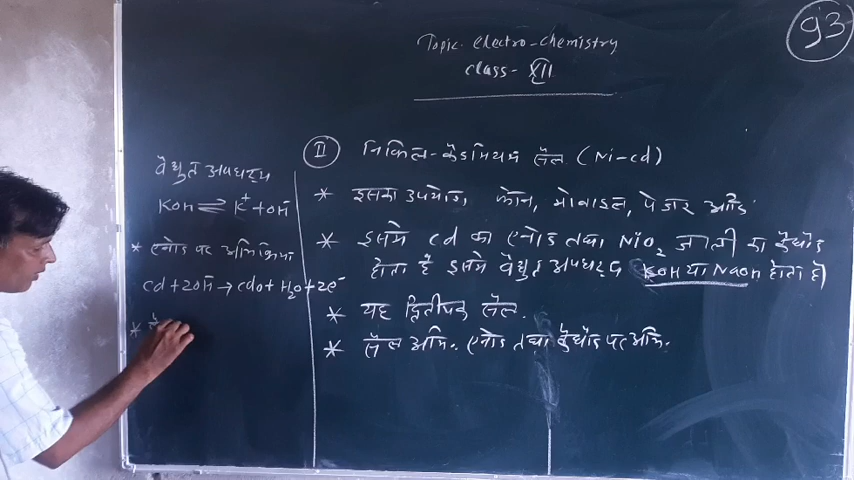 93
Topic. electro-chemistry
class- XII
II निकिल-कैडमियम सेल (Ni-cd)
* इसका उपयोग, फोन, मोबाइल, पेजर आदि
* इसमें cd का एनोड तथा NiO2 जाली का कैथोड
होता है इसमें वैधुत अपघट्य KOH या NaOH होता है)
* यह द्वितीयक सेल.
* सेल अभि. एनोड तथा कैथोड पर अभि.
वैधुत अपघट्य
KOH ⇌ K+ + OH-
* एनोड पर अभिक्रिया
cd + 2OH- → cdo + H2O + 2e-
*